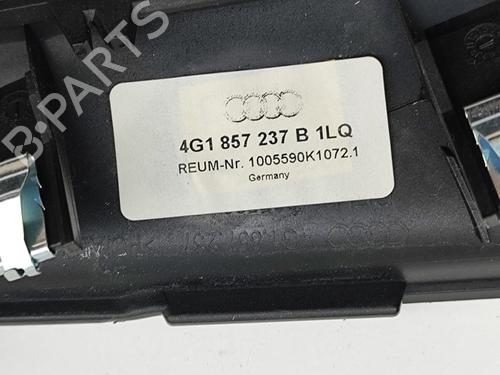 B-PARTS
4G1 857 237 B 1LQ
REUM-Nr. 1005590K1072.1
Germany